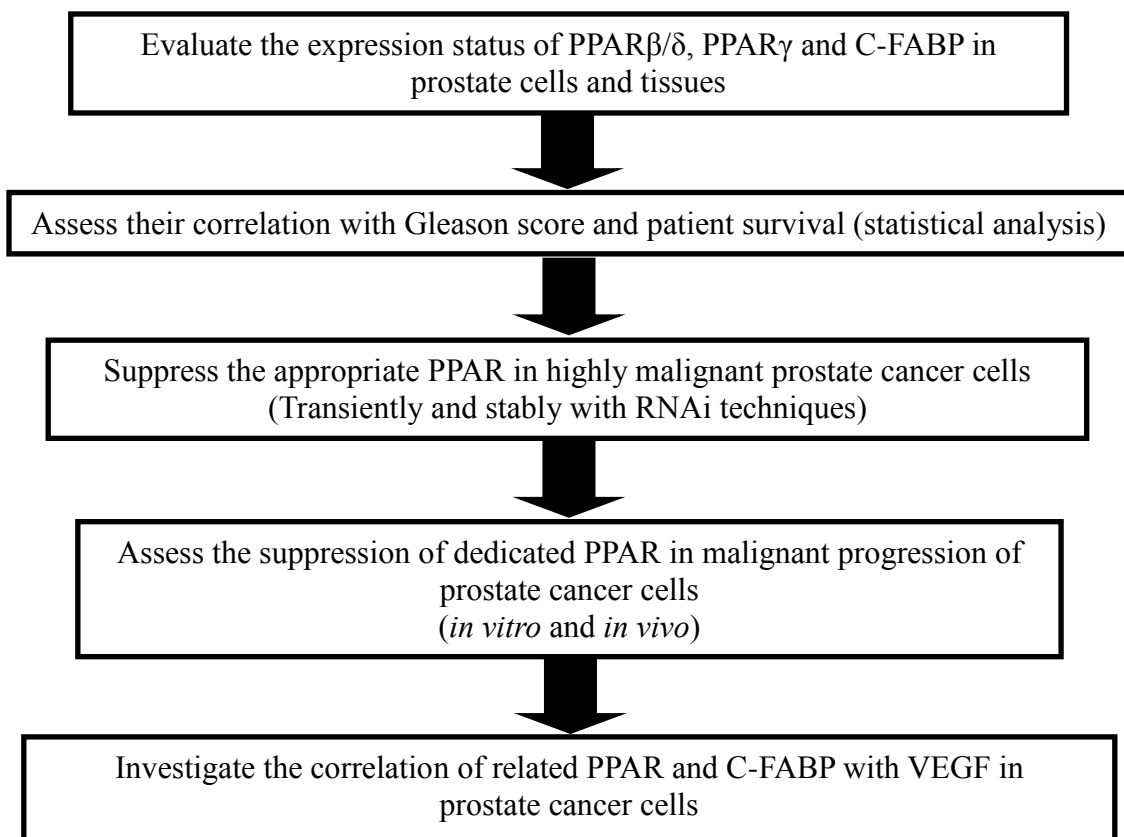 Evaluate the expression status of PPARβ/δ, PPARγ and C-FABP in
prostate cells and tissues
Assess their correlation with Gleason score and patient survival (statistical analysis)
Suppress the appropriate PPAR in highly malignant prostate cancer cells
(Transiently and stably with RNAi techniques)
Assess the suppression of dedicated PPAR in malignant progression of
prostate cancer cells
(in vitro and in vivo)
Investigate the correlation of related PPAR and C-FABP with VEGF in
prostate cancer cells